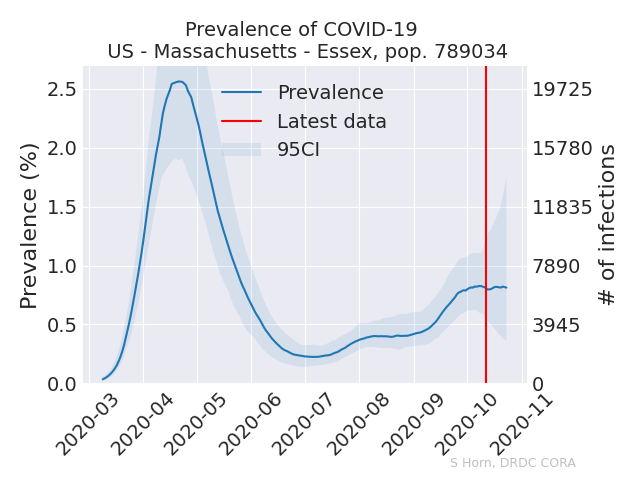 Prevalence of COVID-19
US - Massachusetts - Essex, pop. 789034
Prevalence
Latest data
95CI
Prevalence (%)
2.5
2.0
1.5
1.0
0.5
0.0
19725
15780
11835
7890
3945
0
# of infections
2020-03
2020-04
2020-05
2020-06
2020-07
2020-08
2020-09
2020-10
2020-11
S Horn, DRDC CORA